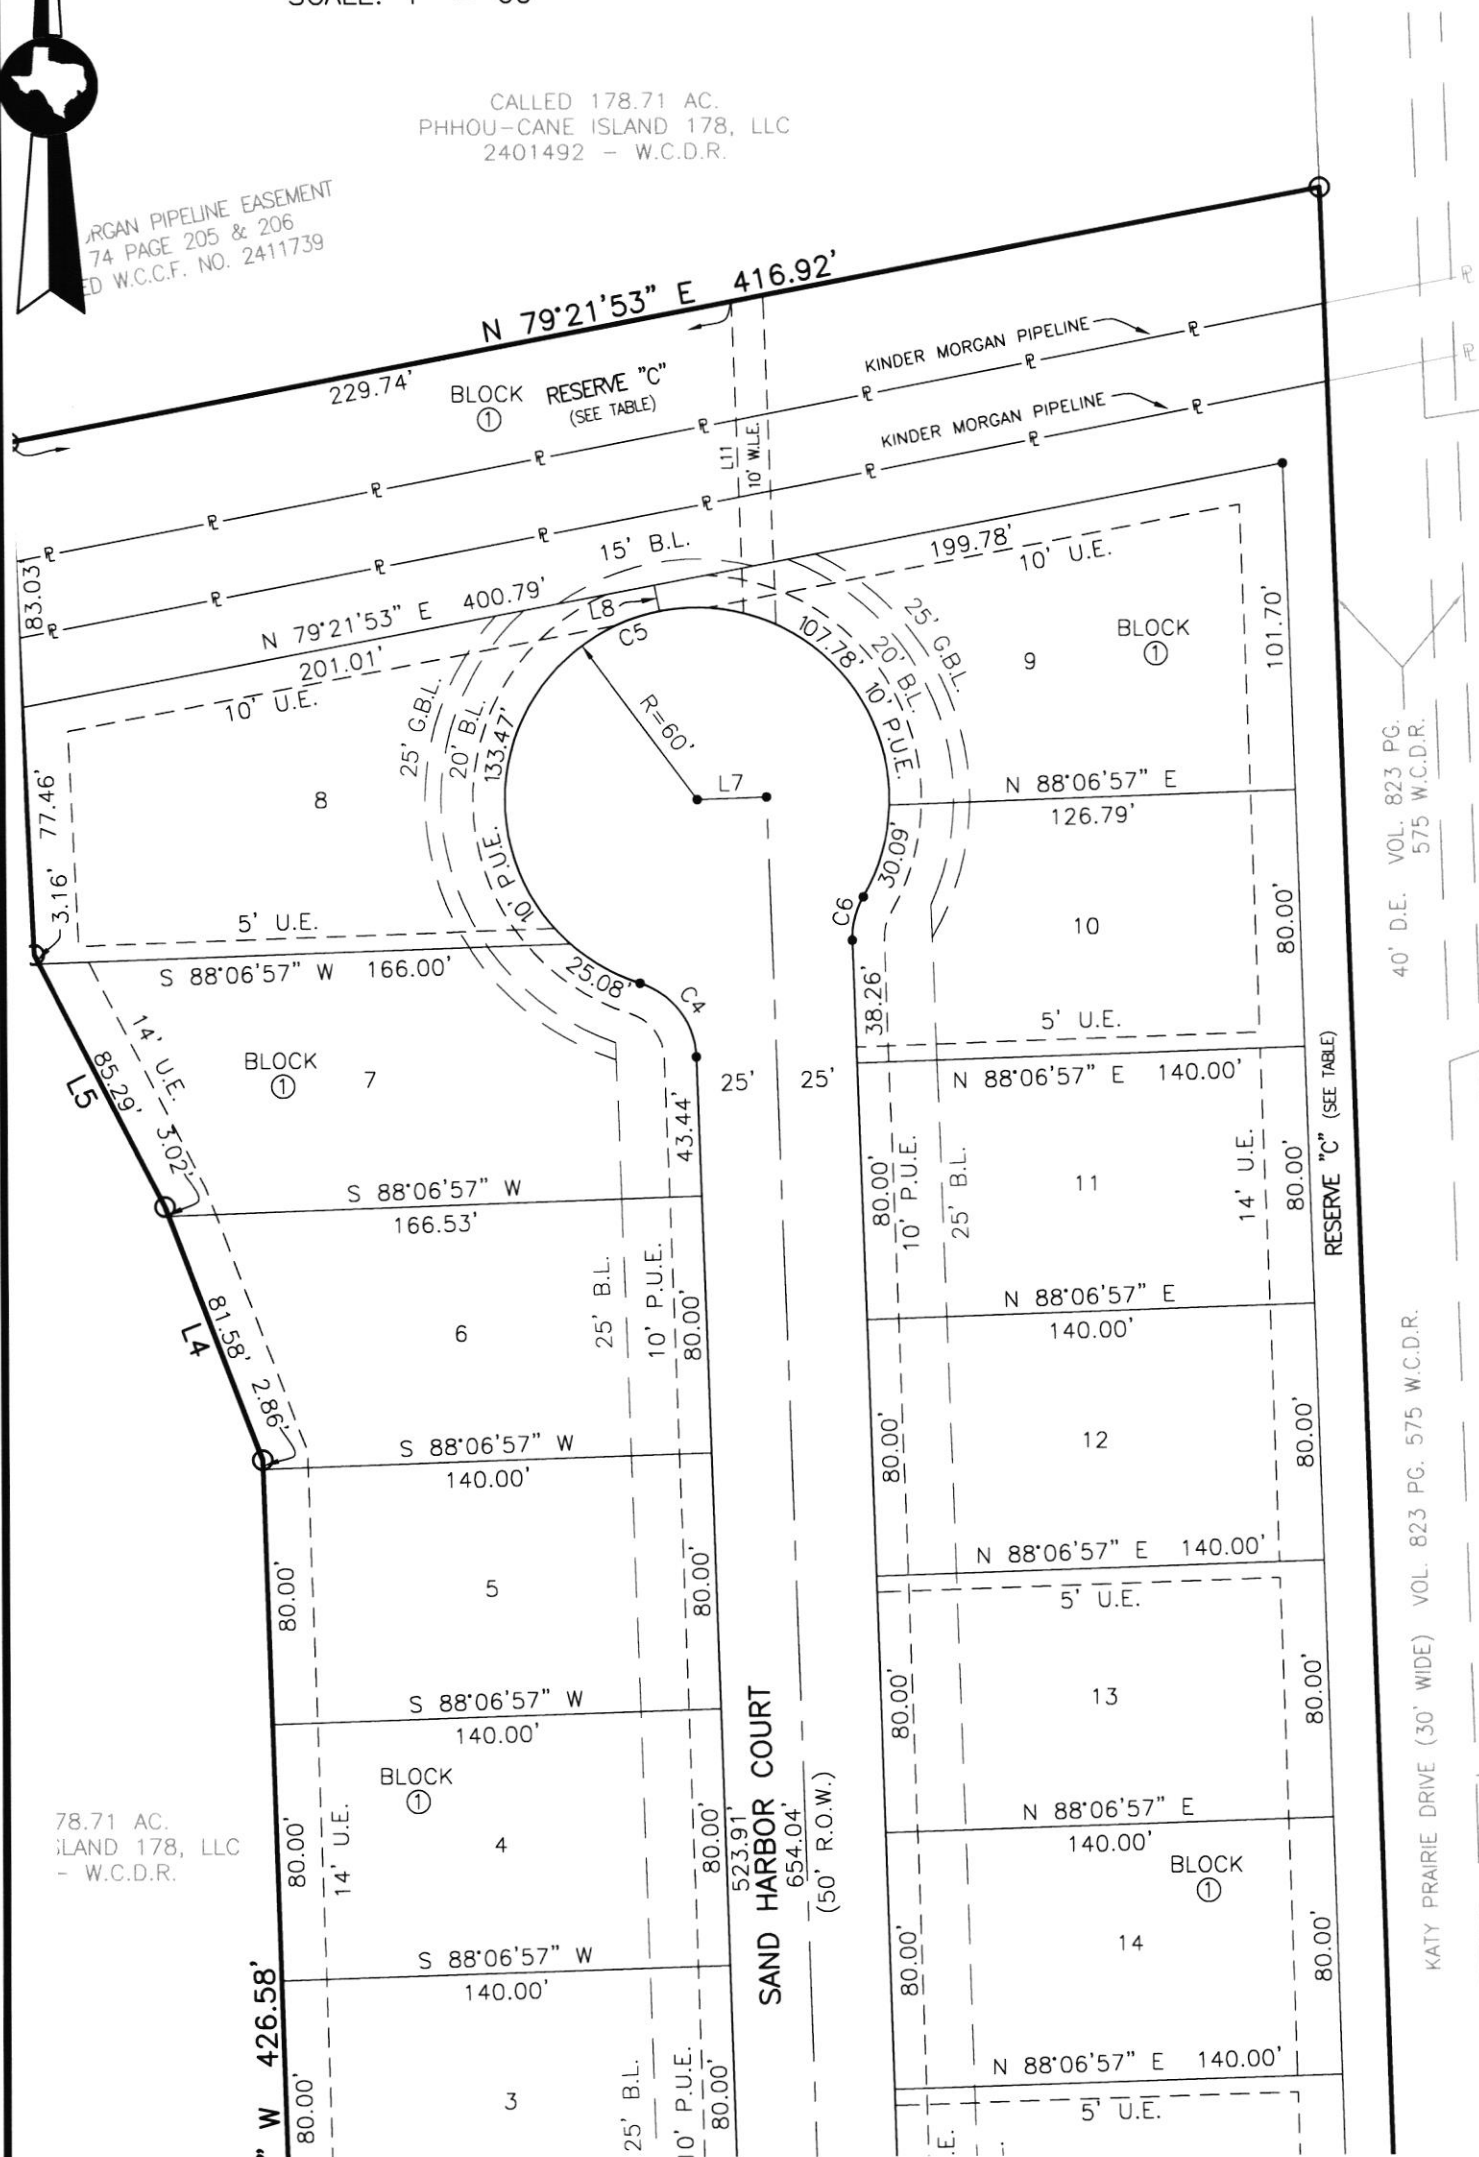 CALLED 178.71 AC.
PHHOU-CANE ISLAND 178, LLC
2401492 - W.C.D.R.
PIPELINE EASEMENT
74 PAGE 205 & 206
W.C.C.F. NO. 2411739
N 79°21'53" E 416.92'
229.74'
BLOCK
1
RESERVE "C"
(SEE TABLE)
KINDER MORGAN PIPELINE
KINDER MORGAN PIPELINE
L11
10' W.L.E.
83.03'
N 79°21'53" E 400.79'
201.01'
10' U.E.
15' B.L.
199.78'
10' U.E.
L8
C5
107.78'
10' P.U.E.
20' B.L.
25' G.B.L.
101.70'
9
BLOCK
1
25' G.B.L.
20' B.L.
133.47'
10' P.U.E.
R=60'
L7
N 88°06'57" E
126.79'
8
77.46'
3.16'
5' U.E.
S 88°06'57" W 166.00'
25.08'
C4
30.09'
C6
10
80.00'
38.26'
5' U.E.
N 88°06'57" E 140.00'
40' D.E. VOL. 823 PG.
575 W.C.D.R.
14' U.E.
85.29'
L5
BLOCK
1
7
25'
25'
43.44'
3.02'
S 88°06'57" W
166.53'
80.00'
10' P.U.E.
25' B.L.
11
14' U.E.
80.00'
RESERVE "C" (SEE TABLE)
N 88°06'57" E
140.00'
81.58'
L4
2.86'
6
25' B.L.
10' P.U.E.
80.00'
S 88°06'57" W
140.00'
80.00'
12
80.00'
N 88°06'57" E 140.00'
5' U.E.
80.00'
5
80.00'
S 88°06'57" W
140.00'
80.00'
13
80.00'
N 88°06'57" E
140.00'
BLOCK
1
4
80.00'
14' U.E.
80.00'
523.91'
SAND HARBOR COURT
654.04'
(50' R.O.W.)
BLOCK
1
14
80.00'
80.00'
78.71 AC.
LAND 178, LLC
- W.C.D.R.
S 88°06'57" W
140.00'
N 88°06'57" E 140.00'
5' U.E.
W 426.58'
80.00'
3
25' B.L.
10' P.U.E.
80.00'
KATY PRAIRIE DRIVE (30' WIDE) VOL. 823 PG. 575 W.C.D.R.